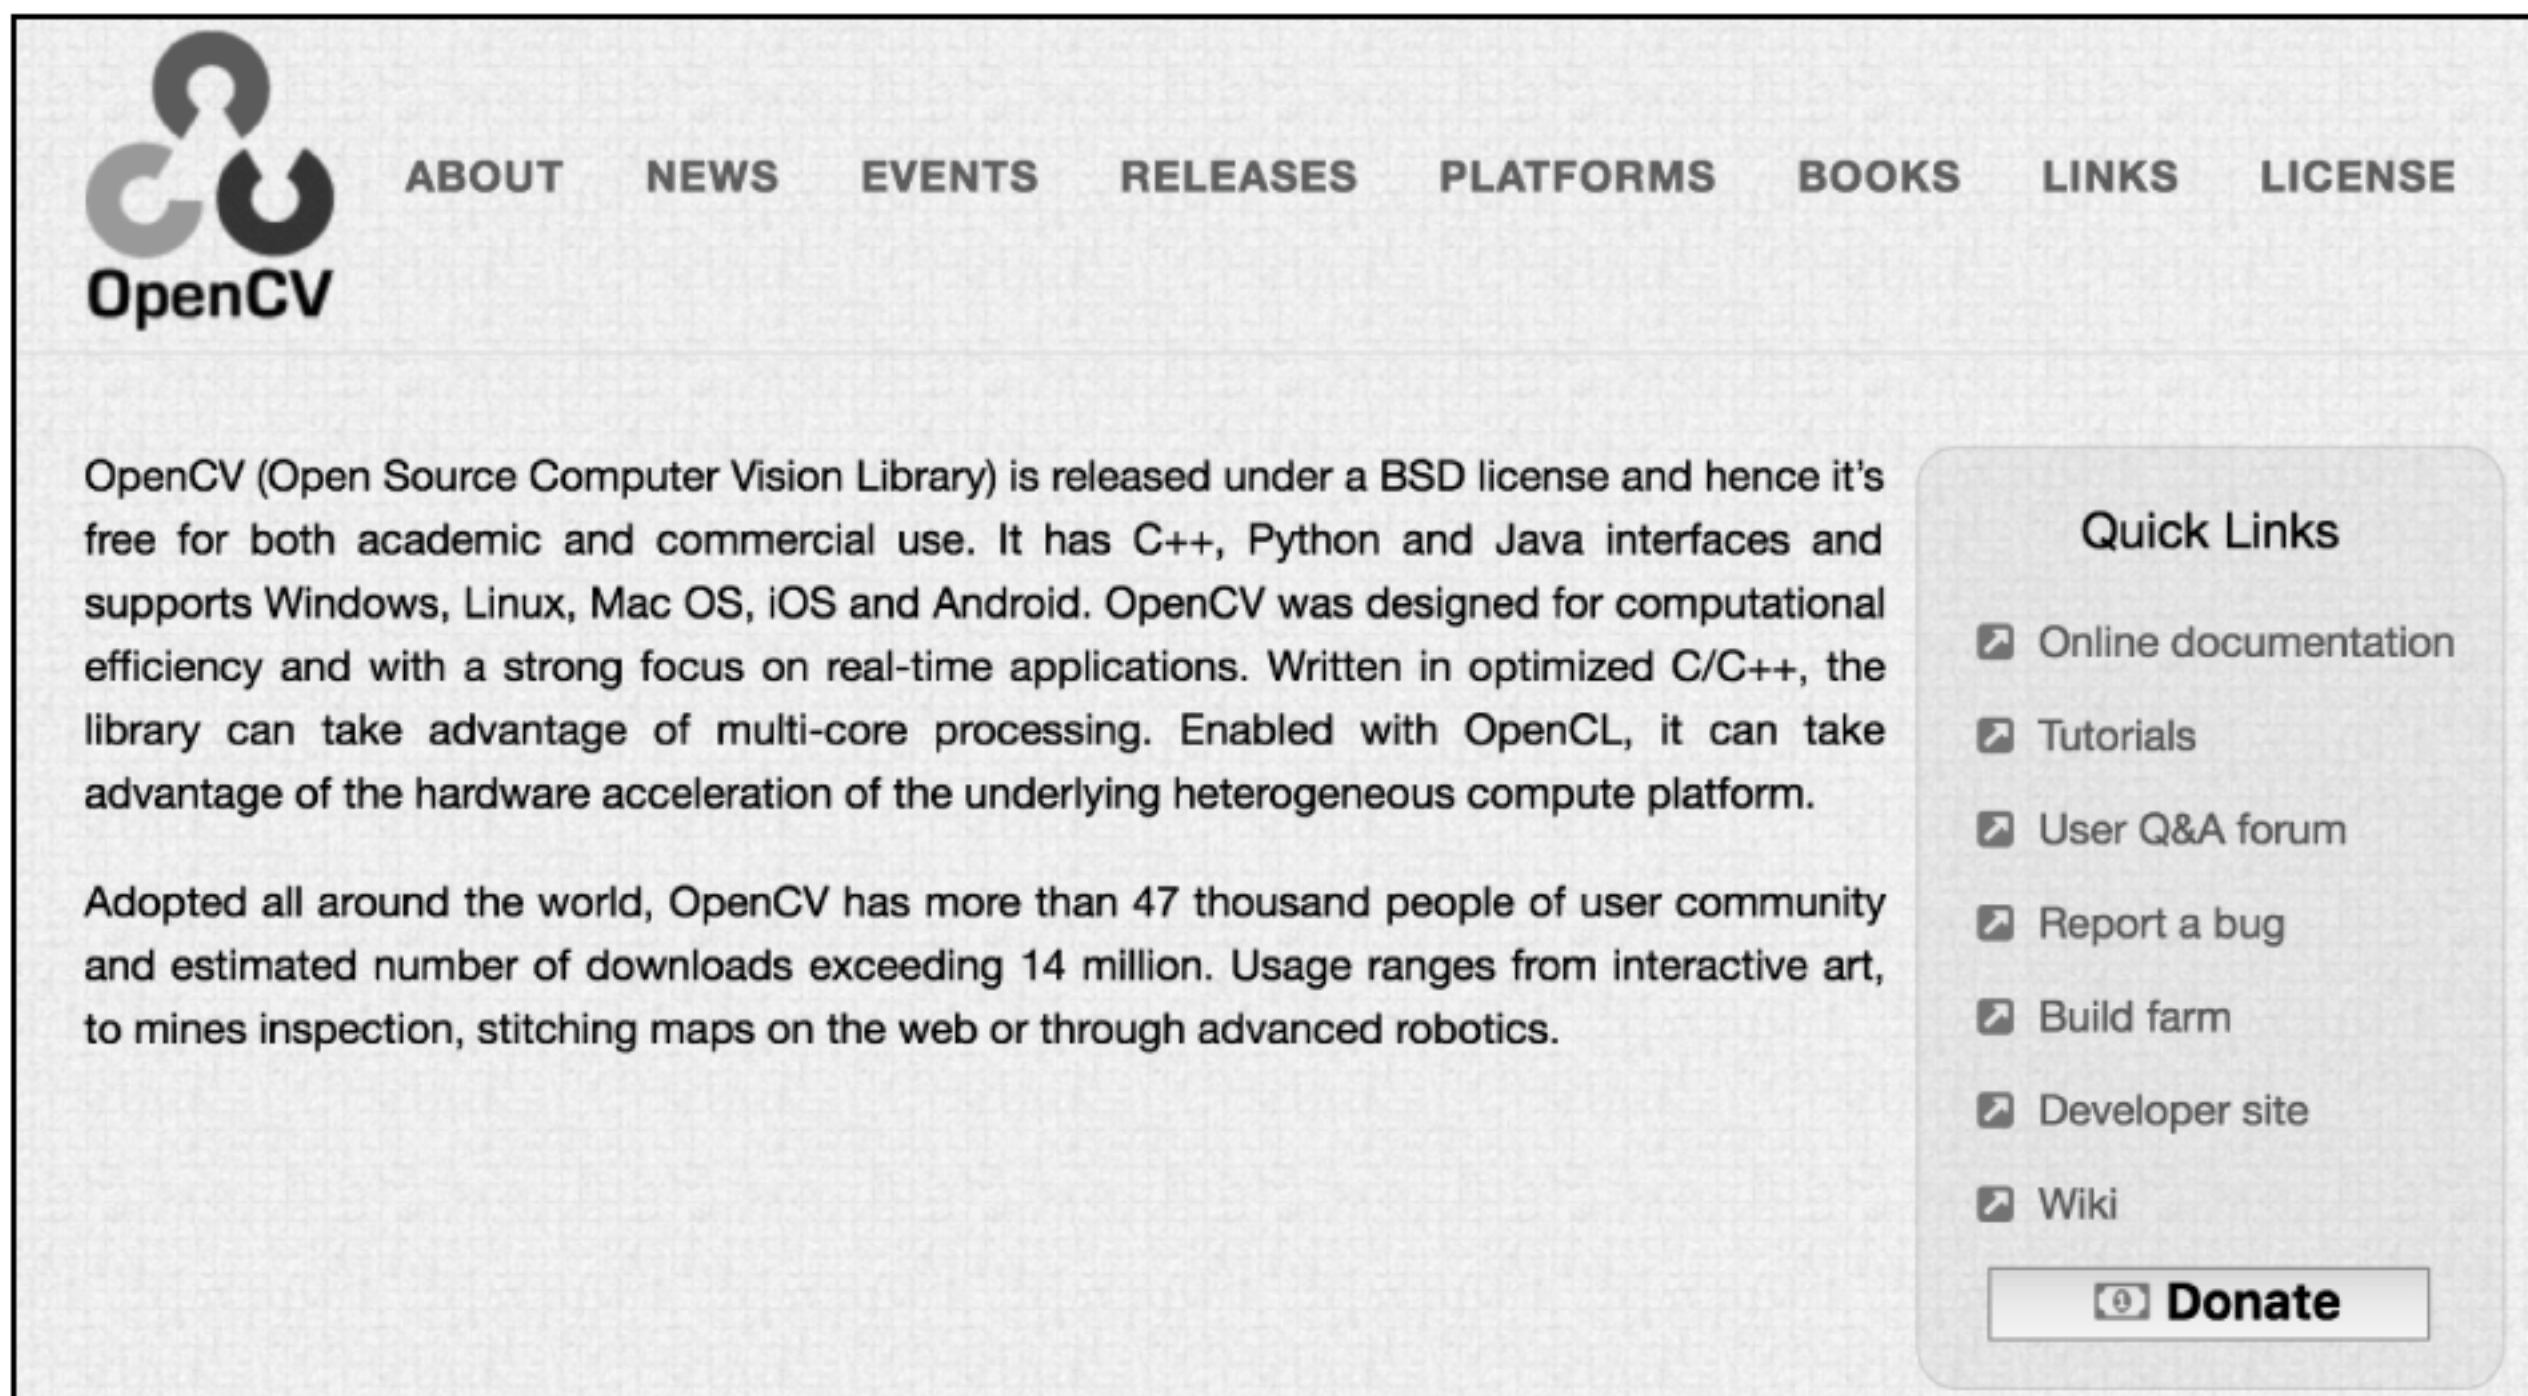 OpenCV
ABOUT NEWS EVENTS RELEASES PLATFORMS BOOKS LINKS LICENSE
OpenCV (Open Source Computer Vision Library) is released under a BSD license and hence it's
free for both academic and commercial use. It has C++, Python and Java interfaces and
supports Windows, Linux, Mac OS, iOS and Android. OpenCV was designed for computational
efficiency and with a strong focus on real-time applications. Written in optimized C/C++, the
library can take advantage of multi-core processing. Enabled with OpenCL, it can take
advantage of the hardware acceleration of the underlying heterogeneous compute platform.
Adopted all around the world, OpenCV has more than 47 thousand people of user community
and estimated number of downloads exceeding 14 million. Usage ranges from interactive art,
to mines inspection, stitching maps on the web or through advanced robotics.
Quick Links
Online documentation
Tutorials
User Q&A forum
Report a bug
Build farm
Developer site
Wiki
Donate